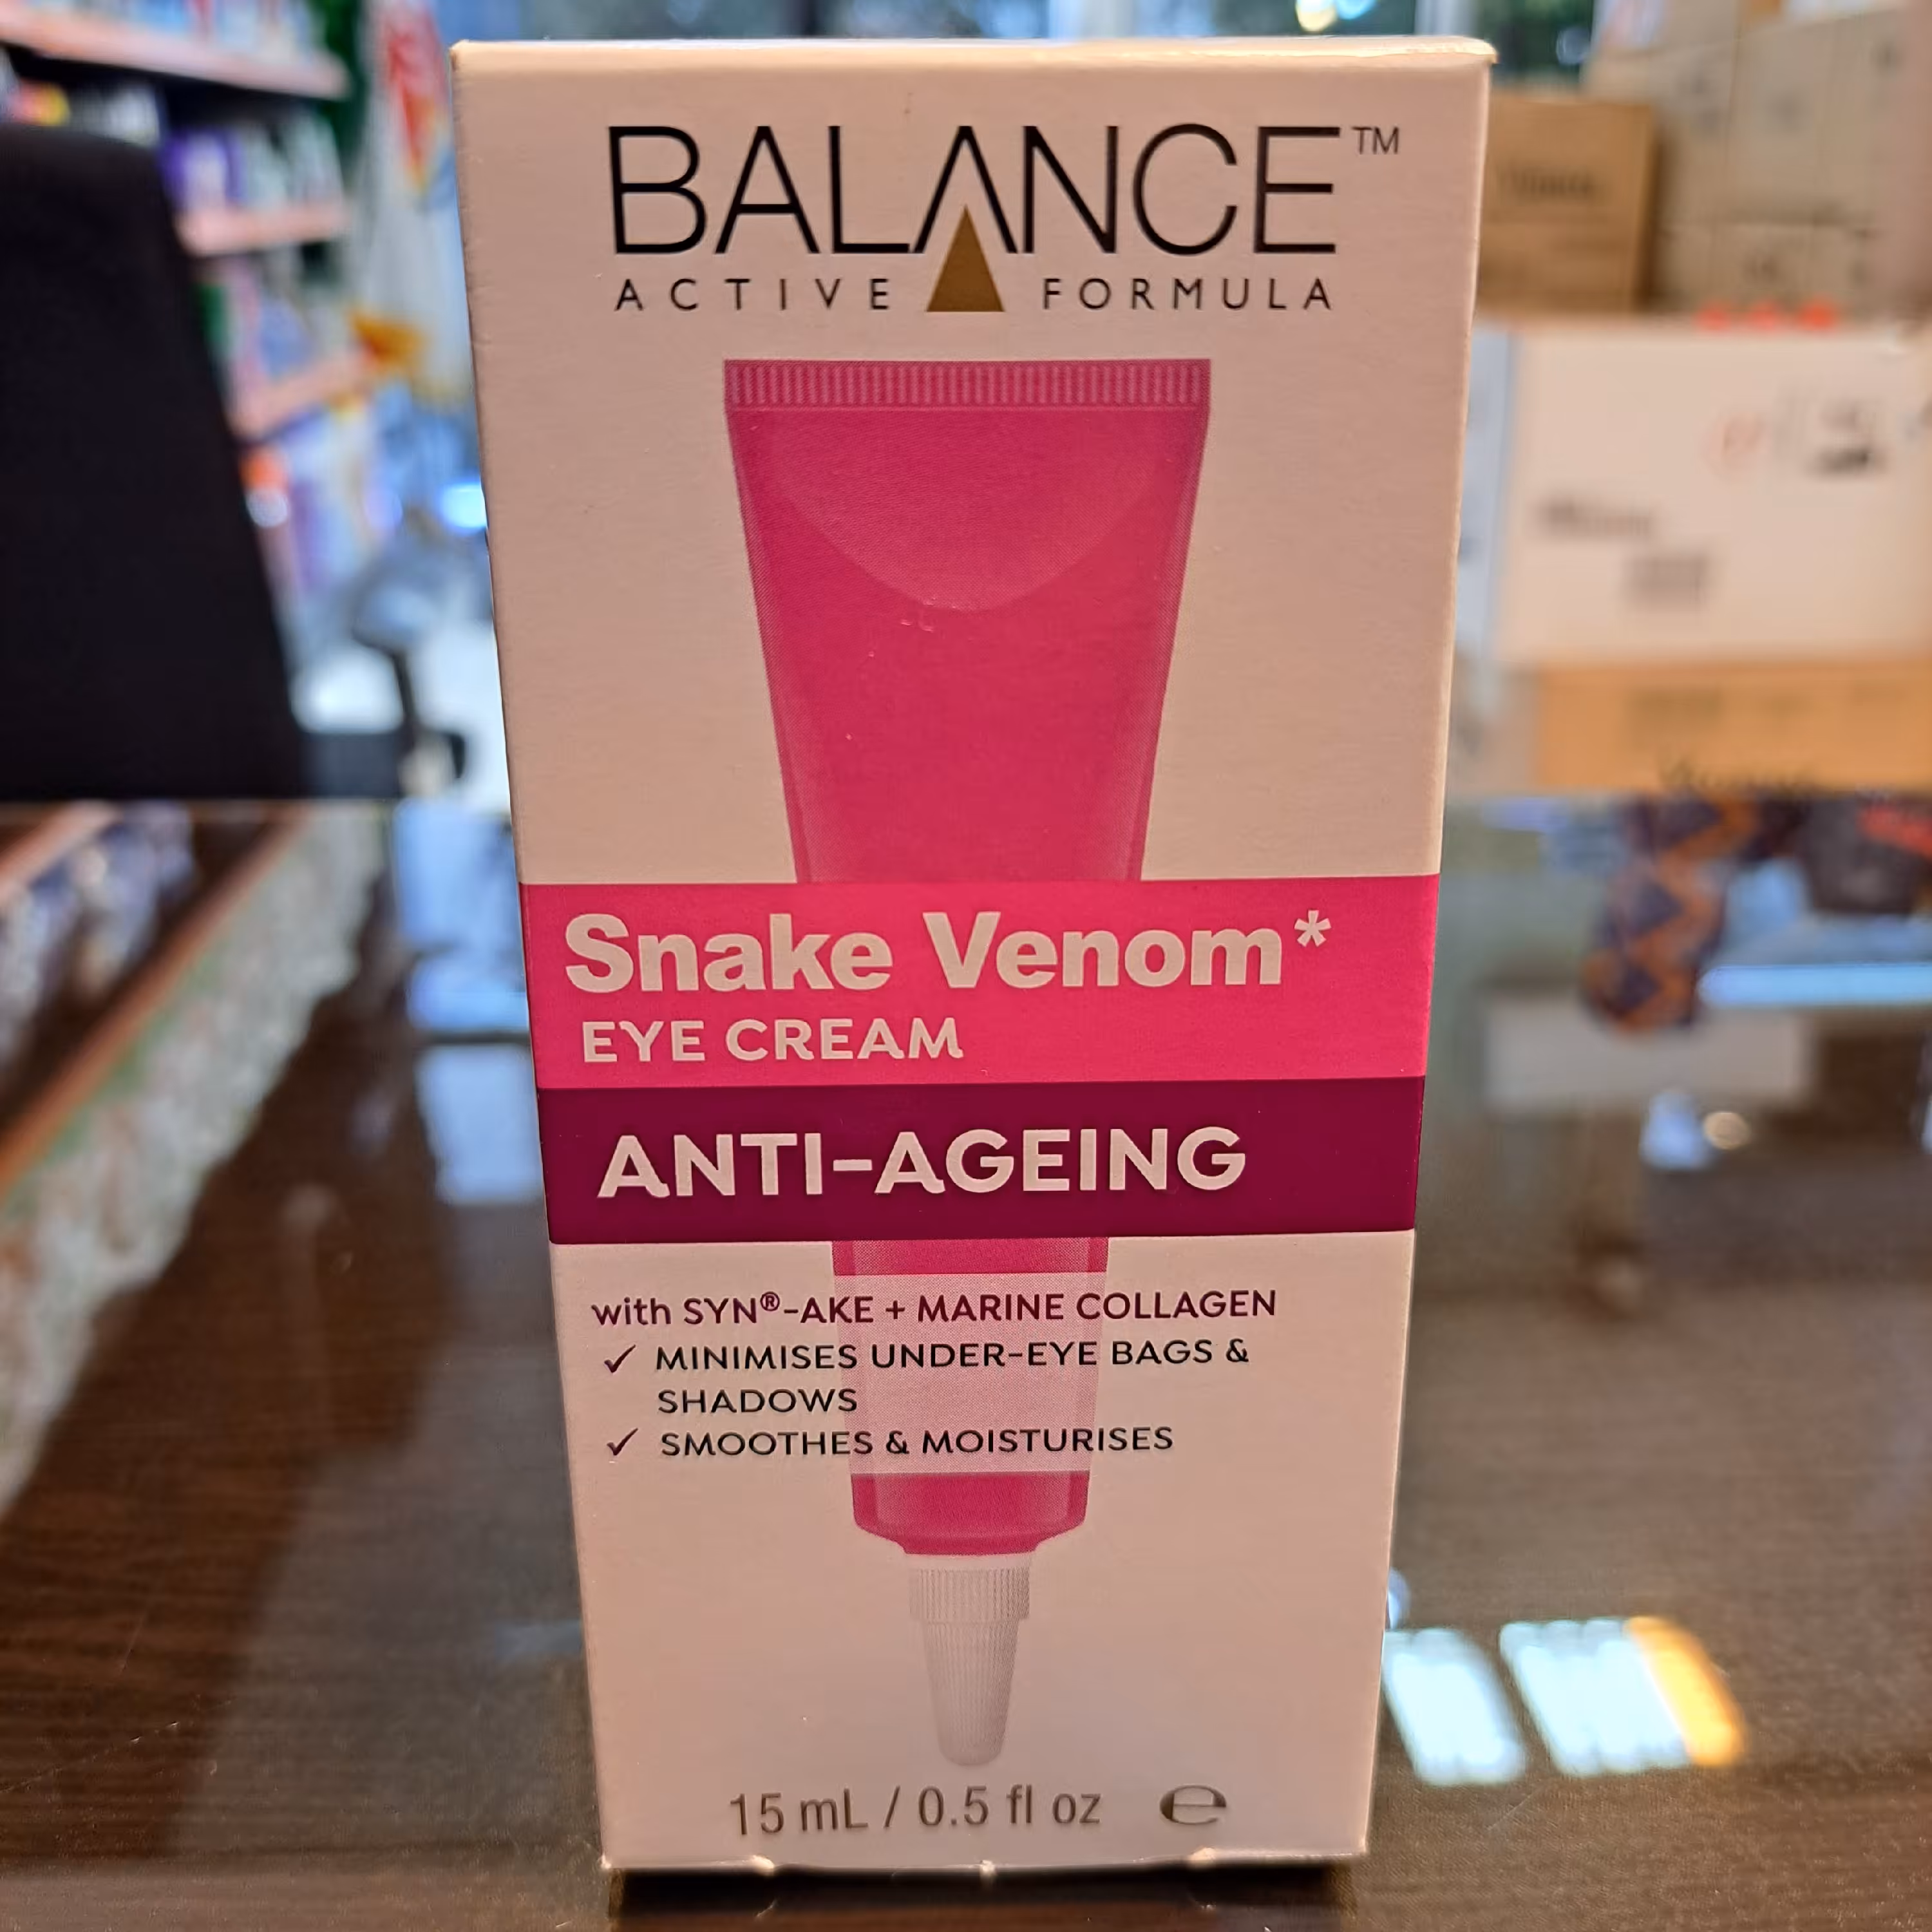 BALANCE™
ACTIVE FORMULA
Snake Venom*
EYE CREAM
ANTI-AGEING
with SYN®-AKE + MARINE COLLAGEN
✓ MINIMISES UNDER-EYE BAGS &
SHADOWS
✓ SMOOTHES & MOISTURISES
15 mL / 0.5 fl oz ℮